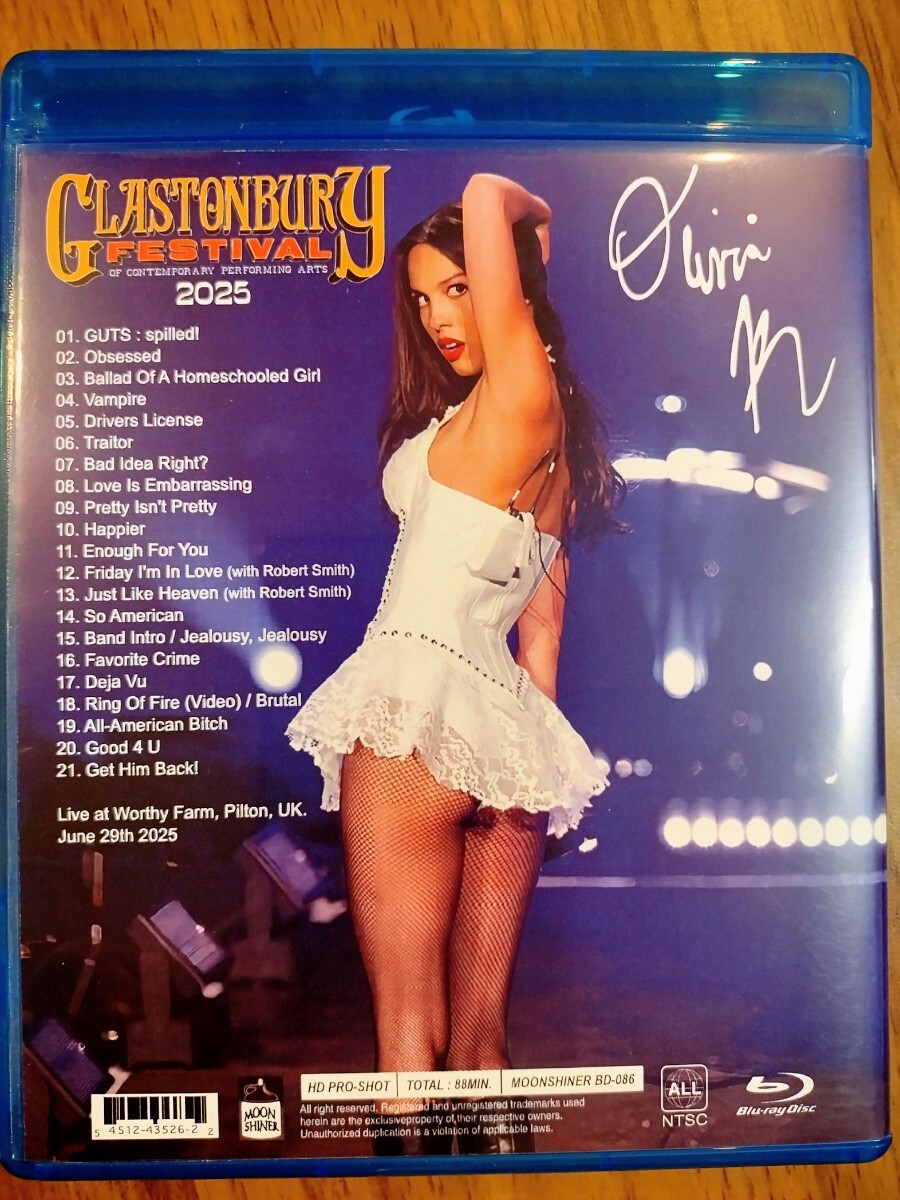 GLASTONBURY
FESTIVAL
OF CONTEMPORARY PERFORMING ARTS
2025
Olivia
R
01. GUTS : spilled!
02. Obsessed
03. Ballad Of A Homeschooled Girl
04. Vampire
05. Drivers License
06. Traitor
07. Bad Idea Right?
08. Love Is Embarrassing
09. Pretty Isn't Pretty
10. Happier
11. Enough For You
12. Friday I'm In Love (with Robert Smith)
13. Just Like Heaven (with Robert Smith)
14. So American
15. Band Intro / Jealousy, Jealousy
16. Favorite Crime
17. Deja Vu
18. Ring Of Fire (Video) / Brutal
19. All-American Bitch
20. Good 4 U
21. Get Him Back!
Live at Worthy Farm, Pilton, UK.
June 29th 2025
HD PRO-SHOT TOTAL : 88MIN. MOONSHINER BD-086
All right reserved. Registered and unregistered trademarks used
herein are the exclusiveproperty of,their respective owners.
Unauthorized duplication is a violation of applicable laws.
5 4512-43526-2 2
MOON
SHINER
ALL
NTSC
Blu-ray Disc